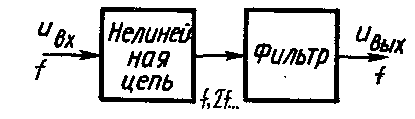 u вх
f
Нелиней
ная
цепь
f, 2f...
Фильтр
u вых
f